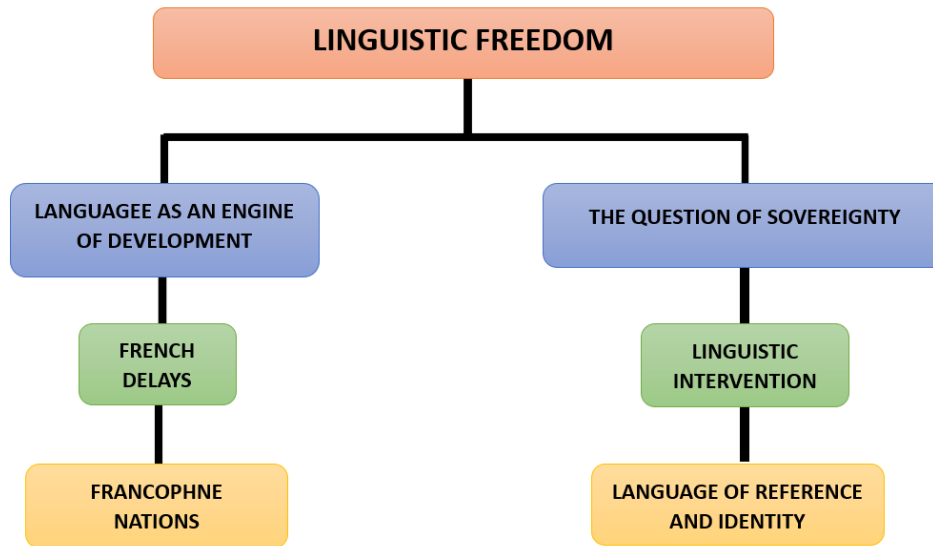 LINGUISTIC FREEDOM
LANGUAGEE AS AN ENGINE
OF DEVELOPMENT
THE QUESTION OF SOVEREIGNTY
FRENCH
DELAYS
LINGUISTIC
INTERVENTION
FRANCOPHNE
NATIONS
LANGUAGE OF REFERENCE
AND IDENTITY